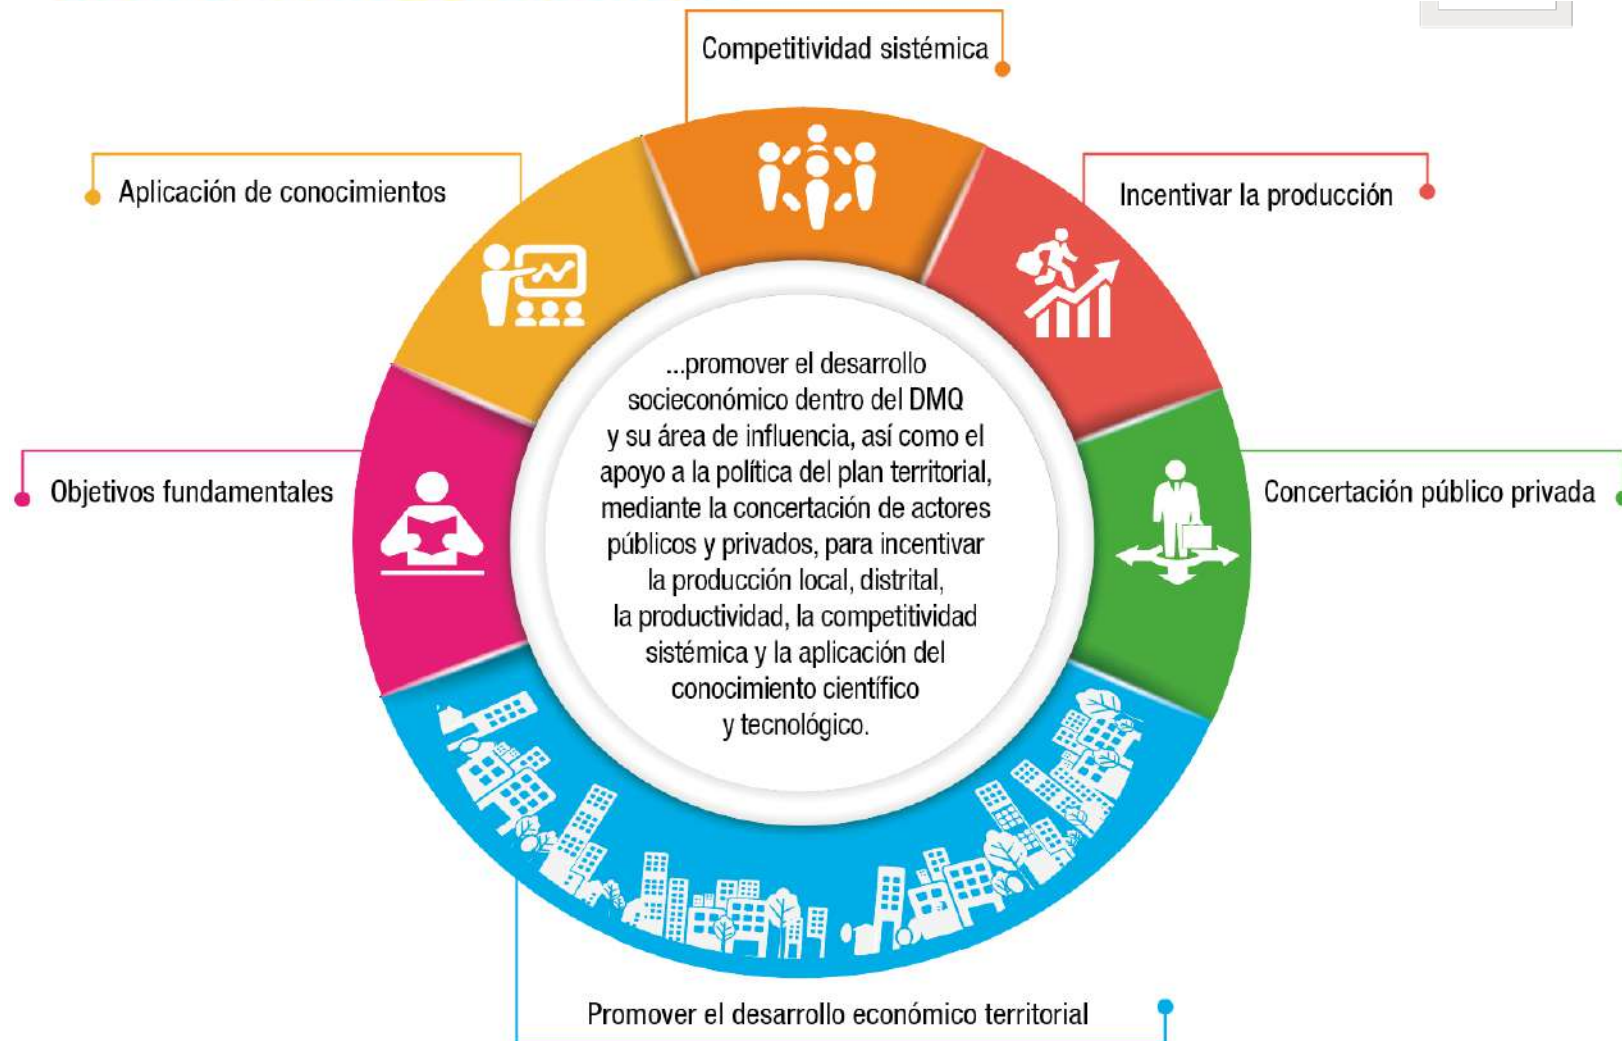 Competitividad sistémica
Aplicación de conocimientos
Incentivar la producción
...promover el desarrollo
socieconómico dentro del DMQ
y su área de influencia, así como el
apoyo a la política del plan territorial,
mediante la concertación de actores
públicos y privados, para incentivar
la producción local, distrital,
la productividad, la competitividad
sistémica y la aplicación del
conocimiento científico
y tecnológico.
Objetivos fundamentales
Concertación público privada
Promover el desarrollo económico territorial